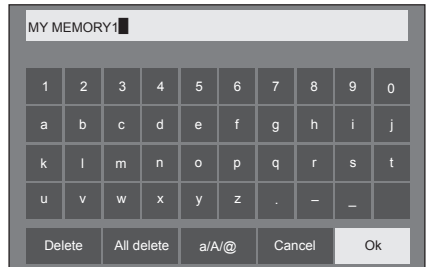 MY MEMORY1
1 2 3 4 5 6 7 8 9 0
a b c d e f g h i j
k l m n o p q r s t
u v w x y z . – _
Delete All delete a/A/@ Cancel Ok